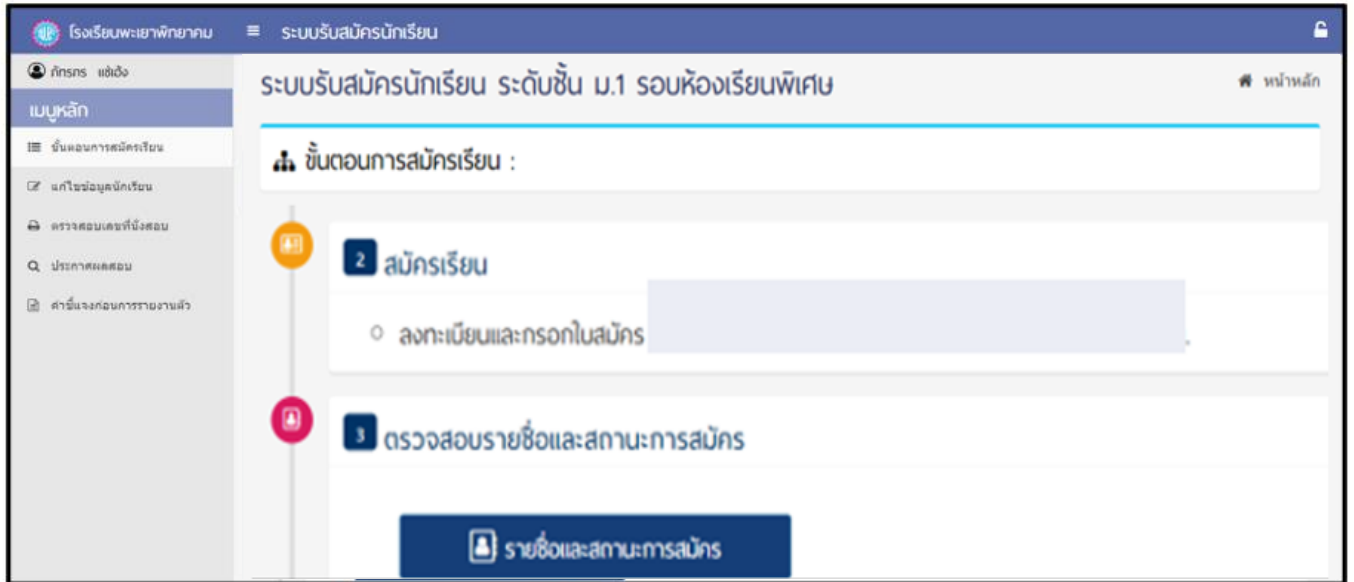 โรงเรียนพะเยาพิทยาคม
ระบบรับสมัครนักเรียน
ภัทรภร แซ่เฮ้ง
ระบบรับสมัครนักเรียน ระดับชั้น ม.1 รอบห้องเรียนพิเศษ
หน้าหลัก
เมนูหลัก
ขั้นตอนการสมัครเรียน
แก้ไขข้อมูลนักเรียน
ตรวจสอบเลขที่นั่งสอบ
ประกาศผลสอบ
คำชี้แจงก่อนการรายงานตัว
ขั้นตอนการสมัครเรียน :
2 สมัครเรียน
ลงทะเบียนและกรอกใบสมัคร
3 ตรวจสอบรายชื่อและสถานะการสมัคร
รายชื่อและสถานะการสมัคร